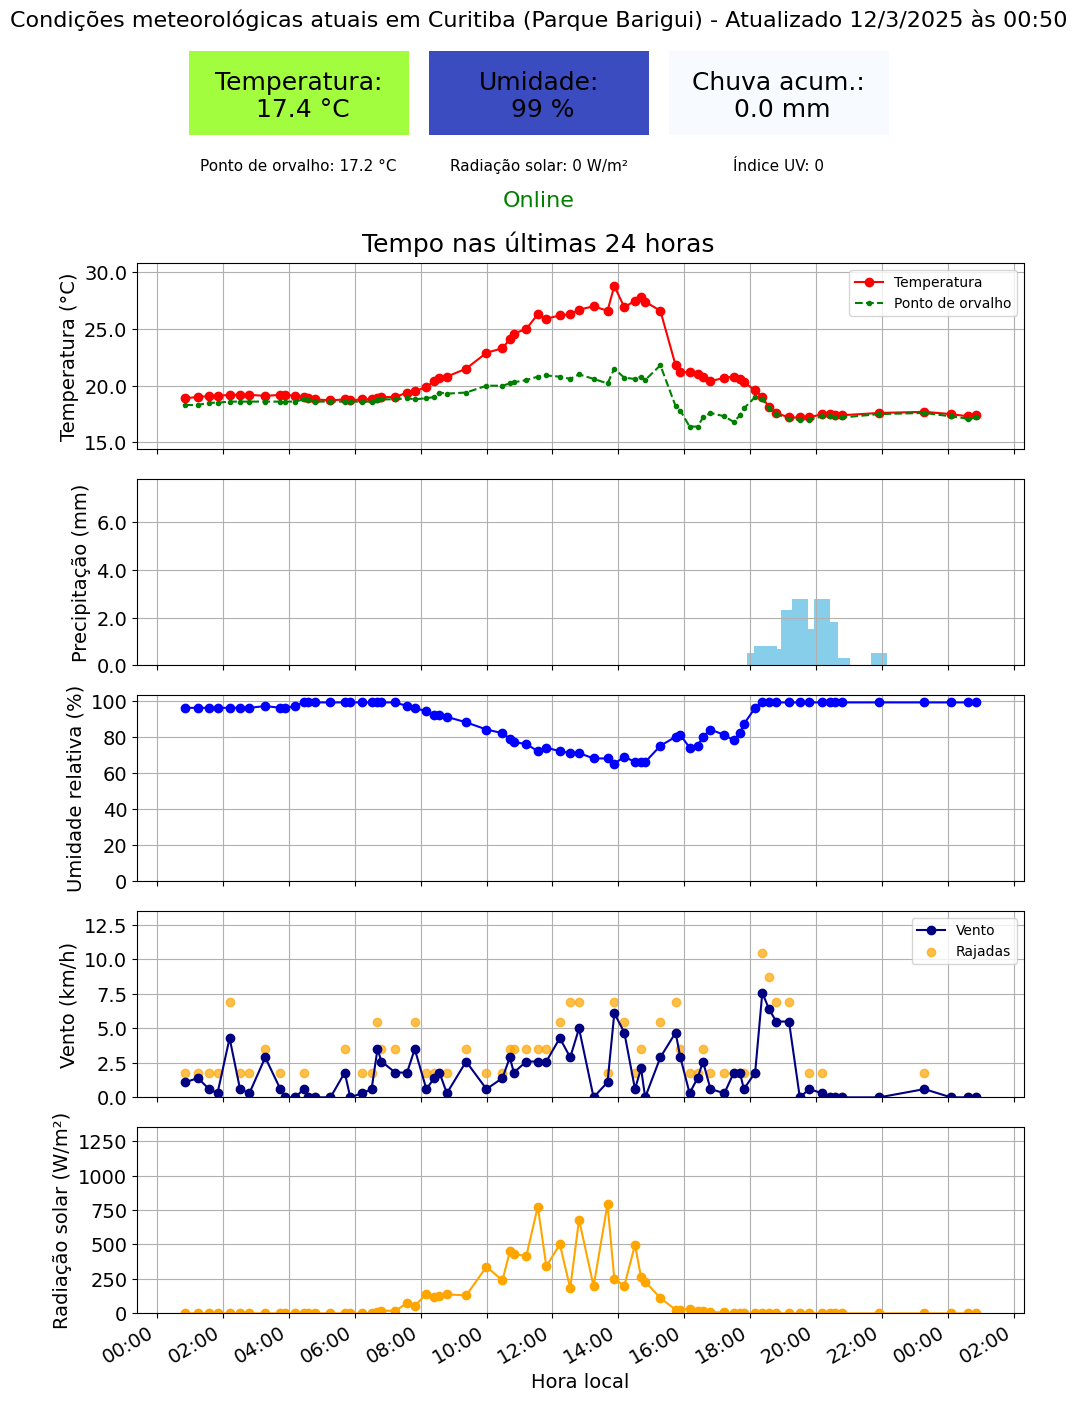 Condições meteorológicas atuais em Curitiba (Parque Barigui) - Atualizado 12/3/2025 às 00:50
Temperatura:
17.4 °C
Umidade:
99 %
Chuva acum.:
0.0 mm
Ponto de orvalho: 17.2 °C
Radiação solar: 0 W/m²
Índice UV: 0
Online
Tempo nas últimas 24 horas
Temperatura (°C)
30.0
25.0
20.0
15.0
Temperatura
Ponto de orvalho
Precipitação (mm)
6.0
4.0
2.0
0.0
Umidade relativa (%)
100
80
60
40
20
0
Vento (km/h)
12.5
10.0
7.5
5.0
2.5
0.0
Vento
Rajadas
Radiação solar (W/m²)
1250
1000
750
500
250
0
00:00 02:00 04:00 06:00 08:00 10:00 12:00 14:00 16:00 18:00 20:00 22:00 00:00 02:00
Hora local